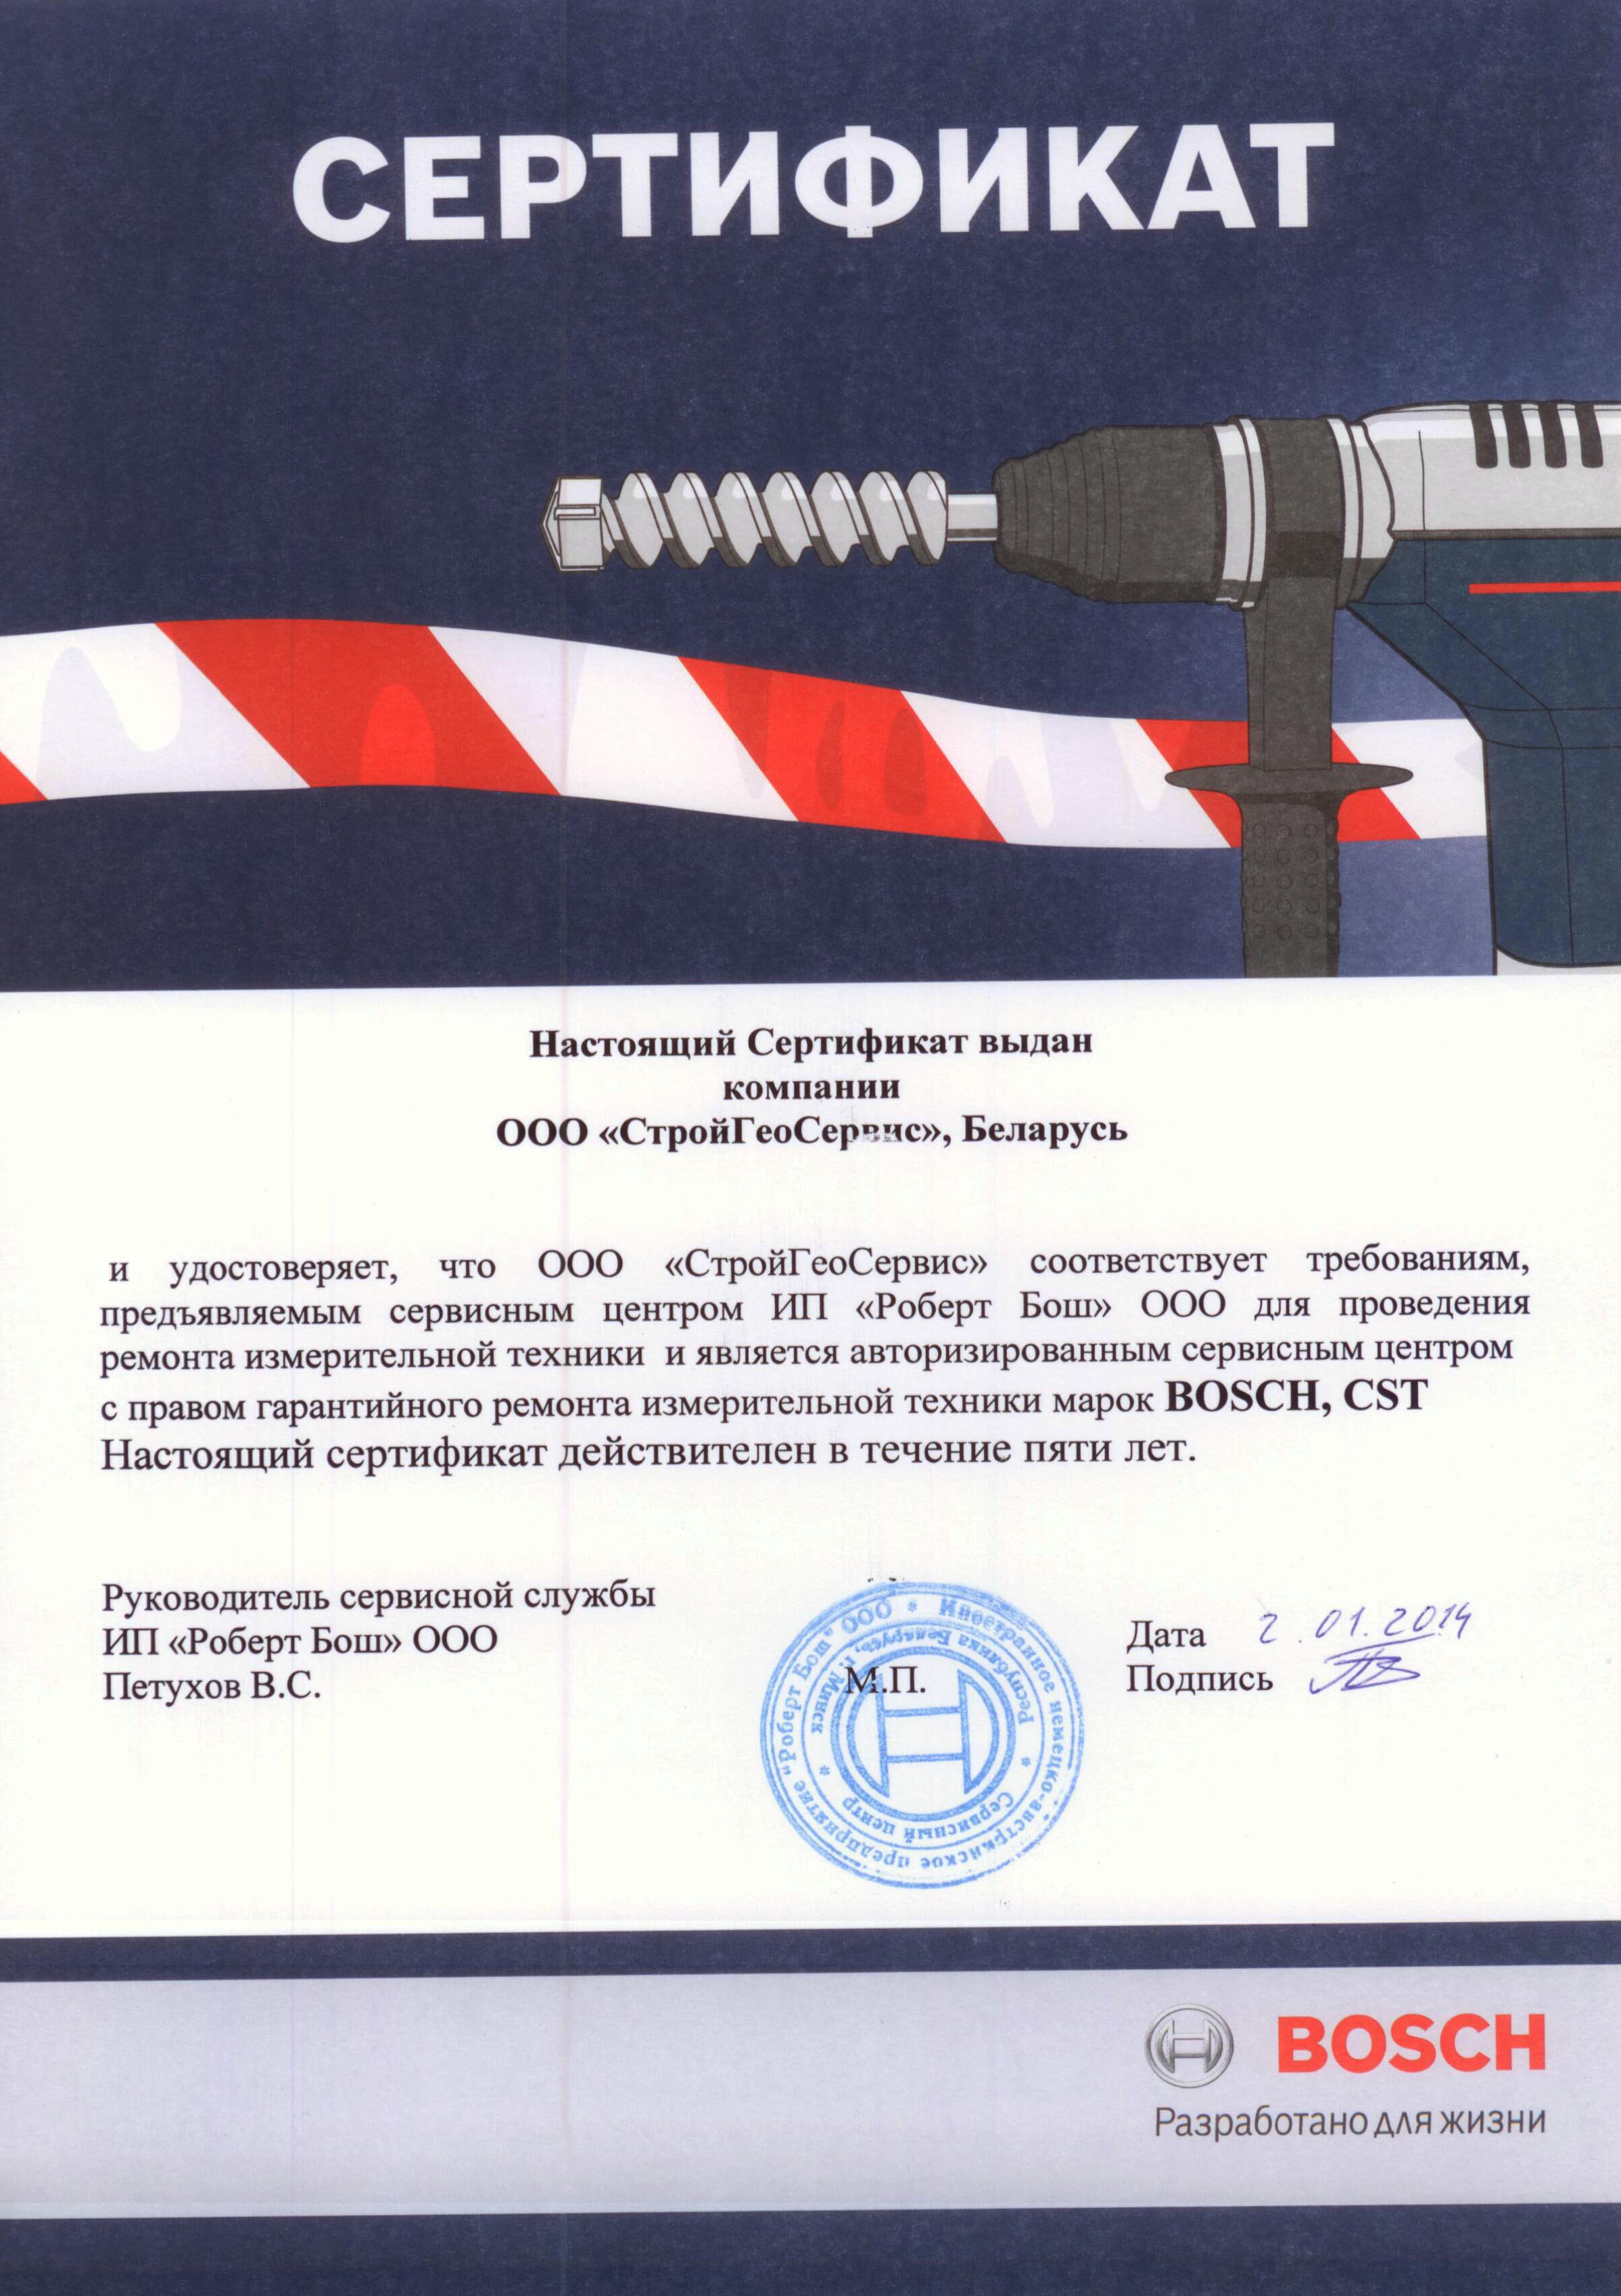 СЕРТИФИКАТ
Настоящий Сертификат выдан
компании
ООО «СтройГеоСервис», Беларусь
и удостоверяет, что ООО «СтройГеоСервис» соответствует требованиям,
предъявляемым сервисным центром ИП «Роберт Бош» ООО для проведения
ремонта измерительной техники и является авторизированным сервисным центром
с правом гарантийного ремонта измерительной техники марок BOSCH, CST
Настоящий сертификат действителен в течение пяти лет.
Руководитель сервисной службы
ИП «Роберт Бош» ООО
Петухов В.С.
М.П.
Дата 2.01.2014
Подпись
Иностранное немецко-австрийское предприятие "Роберт Бош" ООО *
Республика Беларусь, г. Минск * Сервисный центр *
BOSCH
Разработано для жизни